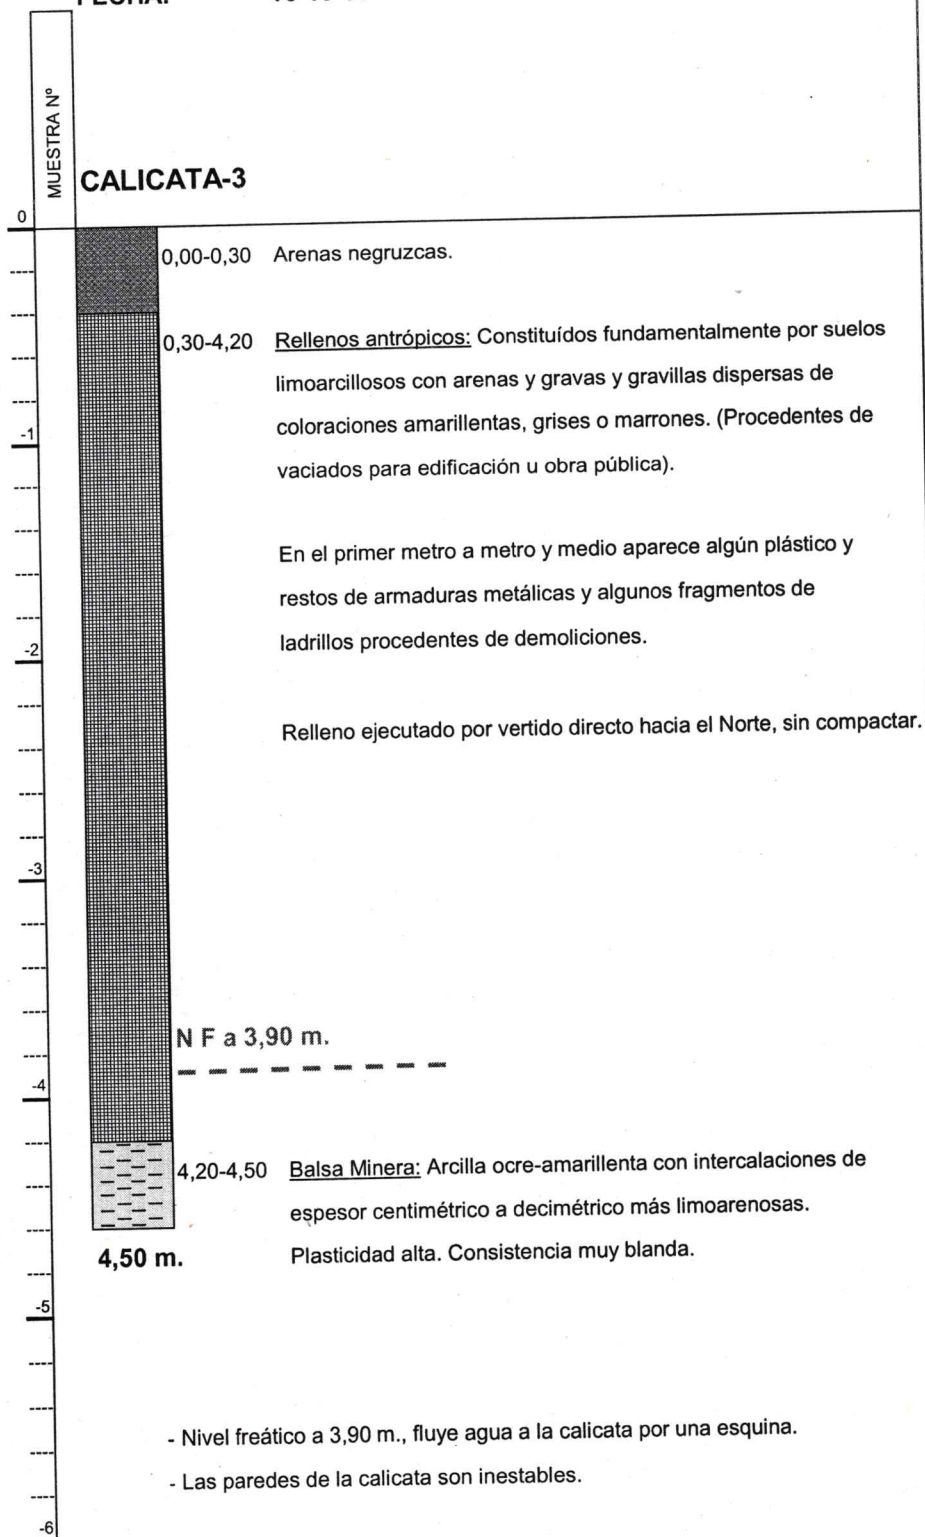 MUESTRA Nº
CALICATA-3
0
0,00-0,30 Arenas negruzcas.
0,30-4,20 Rellenos antrópicos: Constituídos fundamentalmente por suelos
limoarcillosos con arenas y gravas y gravillas dispersas de
coloraciones amarillentas, grises o marrones. (Procedentes de
vaciados para edificación u obra pública).
-1
En el primer metro a metro y medio aparece algún plástico y
restos de armaduras metálicas y algunos fragmentos de
ladrillos procedentes de demoliciones.
-2
Relleno ejecutado por vertido directo hacia el Norte, sin compactar.
-3
N F a 3,90 m.
-4
4,20-4,50 Balsa Minera: Arcilla ocre-amarillenta con intercalaciones de
espesor centimétrico a decimétrico más limoarenosas.
Plasticidad alta. Consistencia muy blanda.
4,50 m.
-5
- Nivel freático a 3,90 m., fluye agua a la calicata por una esquina.
- Las paredes de la calicata son inestables.
-6